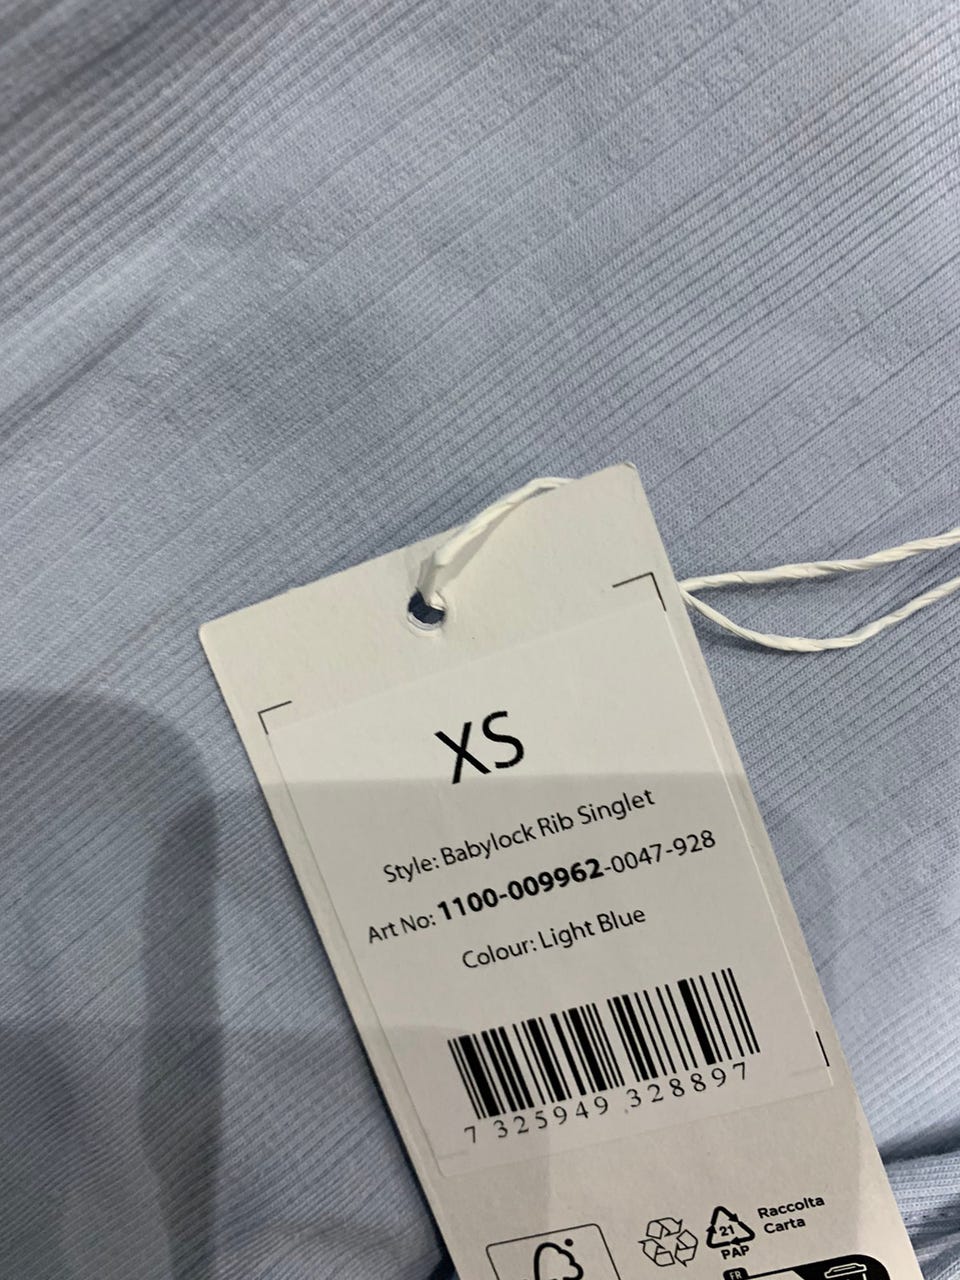 XS
Style: Babylock Rib Singlet
Art No: 1100-009962-0047-928
Colour: Light Blue
7 325949 328897
21
PAP
Raccolta
Carta
FR